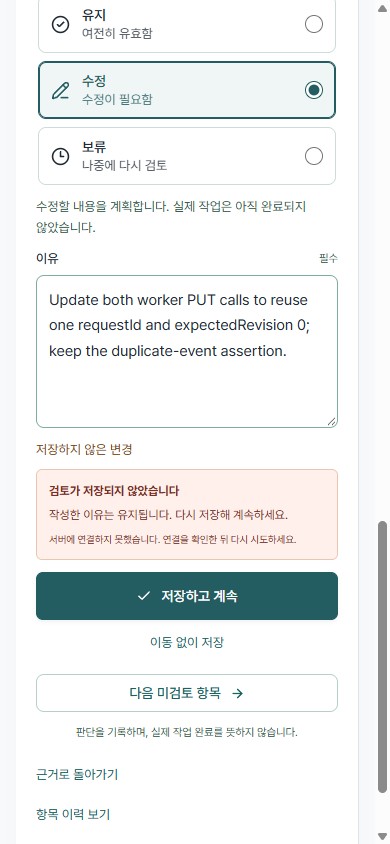 유지
여전히 유효함
수정
수정이 필요함
보류
나중에 다시 검토
수정할 내용을 계획합니다. 실제 작업은 아직 완료되지
않았습니다.
이유
필수
Update both worker PUT calls to reuse
one requestId and expectedRevision 0;
keep the duplicate-event assertion.
저장하지 않은 변경
검토가 저장되지 않았습니다
작성한 이유는 유지됩니다. 다시 저장해 계속하세요.
서버에 연결하지 못했습니다. 연결을 확인한 뒤 다시 시도하세요.
저장하고 계속
이동 없이 저장
다음 미검토 항목
판단을 기록하며, 실제 작업 완료를 뜻하지 않습니다.
근거로 돌아가기
항목 이력 보기